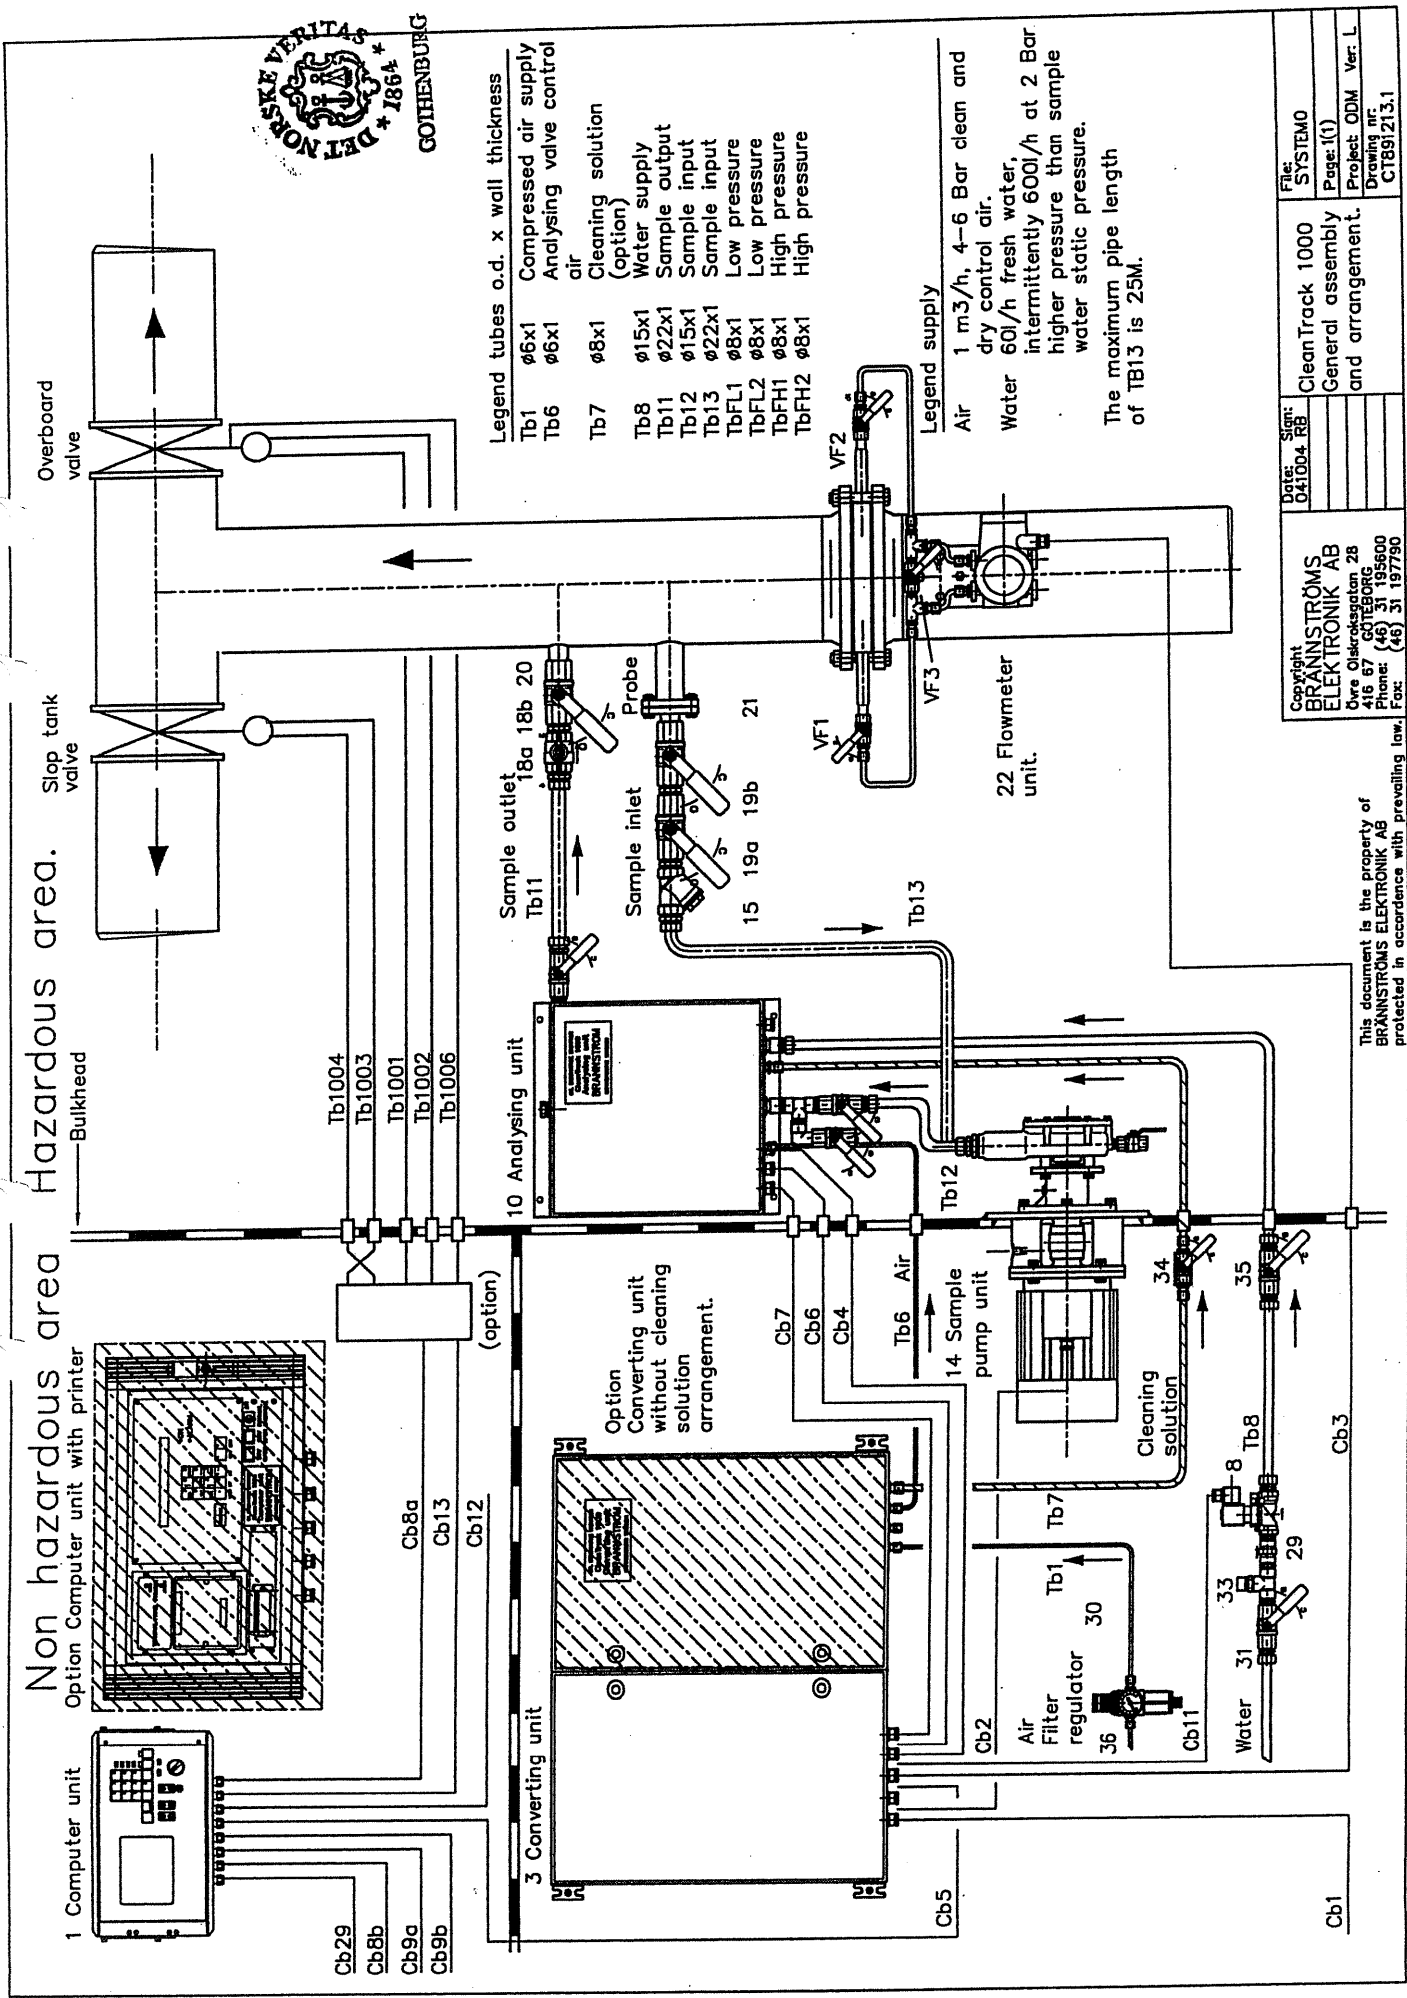 Non hazardous area
Hazardous area.
Bulkhead
Option Computer unit with printer
1 Computer unit
Slop tank
valve
Overboard
valve
DET NORSKE VERITAS
* 1864 *
GOTHENBURG
Tb1004
Tb1003
Tb1001
Tb1002
Tb1006
(option)
Cb8a
Cb13
Cb12
Cb29
Cb8b
Cb9a
Cb9b
Legend tubes o.d. x wall thickness
Tb1 ø6x1 Compressed air supply
Tb6 ø6x1 Analysing valve control
air
Tb7 ø8x1 Cleaning solution
(option)
Tb8 ø15x1 Water supply
Tb11 ø22x1 Sample output
Tb12 ø15x1 Sample input
Tb13 ø22x1 Sample input
TbFL1 ø8x1 Low pressure
TbFL2 ø8x1 Low pressure
TbFH1 ø8x1 High pressure
TbFH2 ø8x1 High pressure
3 Converting unit
Option
Converting unit
without cleaning
solution
arrangement.
10 Analysing unit
Analysing unit
BRÄNNSTRÖM
BRÄNNSTRÖM
Sample outlet
Tb11
18a 18b 20
Sample inlet
Probe
15 19a 19b 21
VF1
VF2
VF3
22 Flowmeter
unit.
Tb13
Tb12
Cb7
Cb6
Cb4
Tb6 Air
14 Sample
pump unit
34
35
Cleaning
solution
Tb7
Tb8
8
29
33
31
Water
Tb1
30
Air
Filter
regulator
36
Cb11
Cb2
Cb5
Cb3
Cb1
Legend supply
Air 1 m3/h, 4-6 Bar clean and
dry control air.
Water 60l/h fresh water,
intermittently 600l/h at 2 Bar
higher pressure than sample
water static pressure.
The maximum pipe length
of TB13 is 25M.
This document is the property of
BRÄNNSTRÖMS ELEKTRONIK AB
protected in accordence with prevailing law.
Copyright
BRÄNNSTRÖMS
ELEKTRONIK AB
Övre Olskroksgatan 28
416 67 GÖTEBORG
Phone: (46) 31 195600
Fax: (46) 31 197790
Date: Sign:
041004 RB
CleanTrack 1000
General assembly
and arrangement.
File:
SYSTEM0
Page: 1(1)
Project: ODM Ver: L
Drawing nr:
CT891213.1